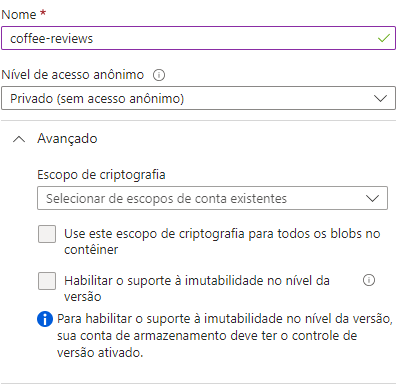 Nome *
coffee-reviews
Nível de acesso anônimo
Privado (sem acesso anônimo)
Avançado
Escopo de criptografia
Selecionar de escopos de conta existentes
Use este escopo de criptografia para todos os blobs no
contêiner
Habilitar o suporte à imutabilidade no nível da
versão
Para habilitar o suporte à imutabilidade no nível da versão,
sua conta de armazenamento deve ter o controle de
versão ativado.